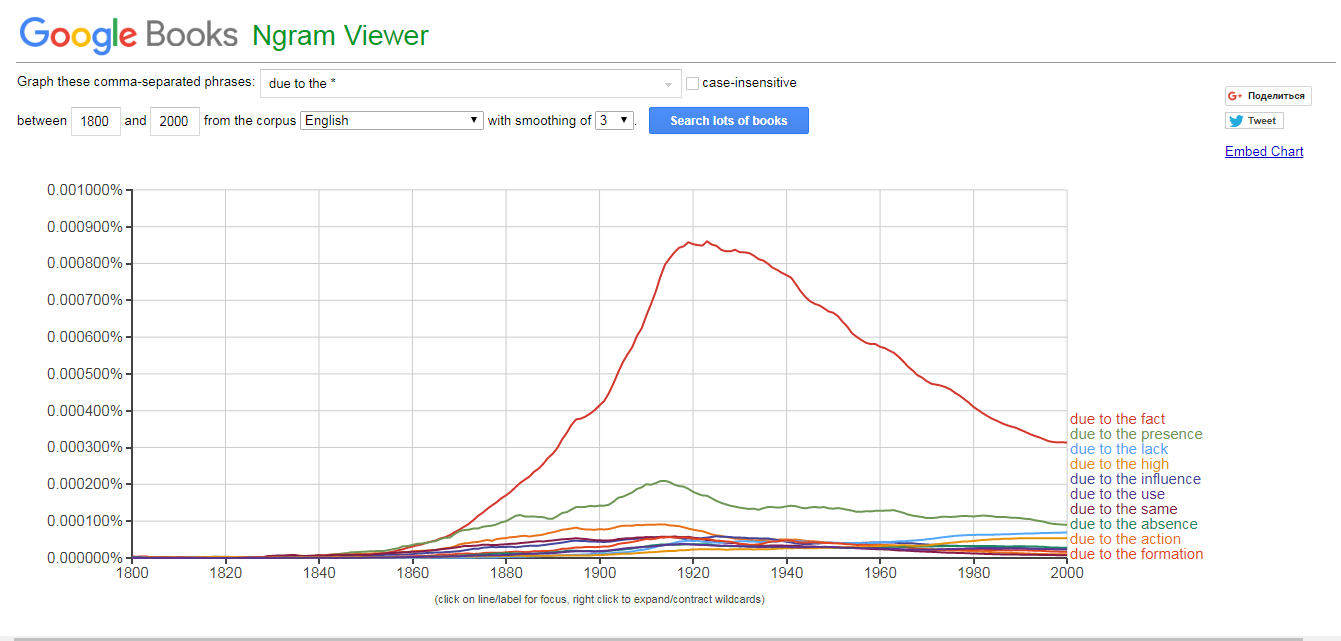 Google Books Ngram Viewer
Graph these comma-separated phrases: due to the * case-insensitive
between 1800 and 2000 from the corpus English with smoothing of 3 . Search lots of books
G+ Поделиться
Tweet
Embed Chart
0.001000%
0.000900%
0.000800%
0.000700%
0.000600%
0.000500%
0.000400%
0.000300%
0.000200%
0.000100%
0.000000%
due to the fact
due to the presence
due to the lack
due to the high
due to the influence
due to the use
due to the same
due to the absence
due to the action
due to the formation
1800 1820 1840 1860 1880 1900 1920 1940 1960 1980 2000
(click on line/label for focus, right click to expand/contract wildcards)